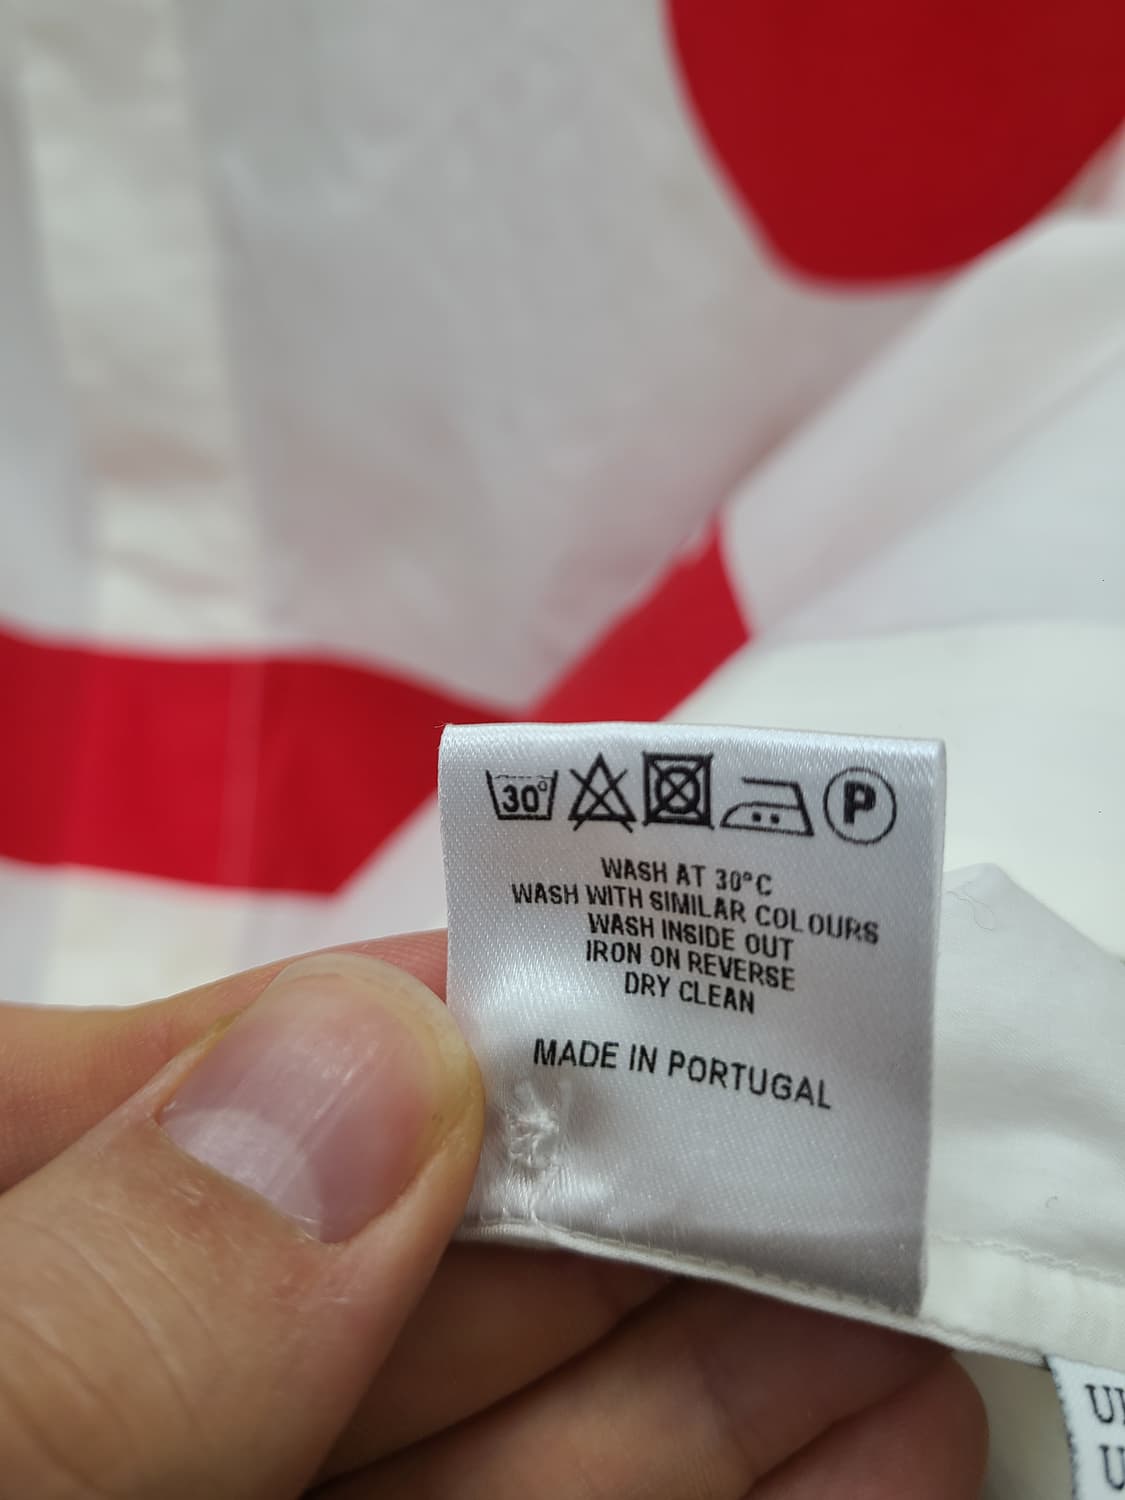 30° P
WASH AT 30°C
WASH WITH SIMILAR COLOURS
WASH INSIDE OUT
IRON ON REVERSE
DRY CLEAN
MADE IN PORTUGAL